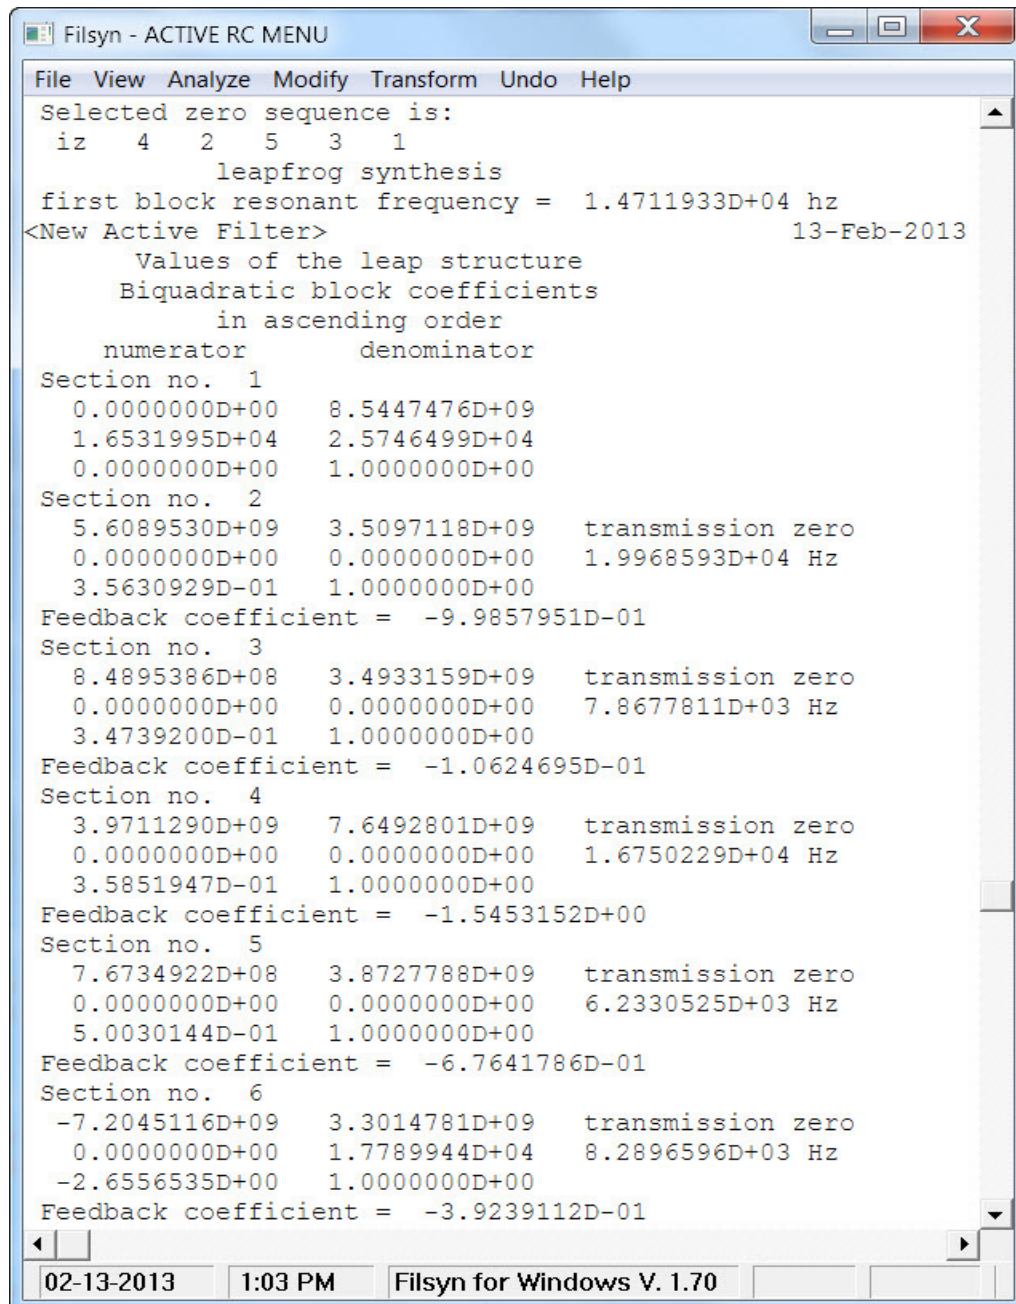 Filsyn - ACTIVE RC MENU
File View Analyze Modify Transform Undo Help
Selected zero sequence is:
iz 4 2 5 3 1
leapfrog synthesis
first block resonant frequency = 1.4711933D+04 hz
<New Active Filter> 13-Feb-2013
Values of the leap structure
Biquadratic block coefficients
in ascending order
numerator denominator
Section no. 1
0.0000000D+00 8.5447476D+09
1.6531995D+04 2.5746499D+04
0.0000000D+00 1.0000000D+00
Section no. 2
5.6089530D+09 3.5097118D+09 transmission zero
0.0000000D+00 0.0000000D+00 1.9968593D+04 Hz
3.5630929D-01 1.0000000D+00
Feedback coefficient = -9.9857951D-01
Section no. 3
8.4895386D+08 3.4933159D+09 transmission zero
0.0000000D+00 0.0000000D+00 7.8677811D+03 Hz
3.4739200D-01 1.0000000D+00
Feedback coefficient = -1.0624695D-01
Section no. 4
3.9711290D+09 7.6492801D+09 transmission zero
0.0000000D+00 0.0000000D+00 1.6750229D+04 Hz
3.5851947D-01 1.0000000D+00
Feedback coefficient = -1.5453152D+00
Section no. 5
7.6734922D+08 3.8727788D+09 transmission zero
0.0000000D+00 0.0000000D+00 6.2330525D+03 Hz
5.0030144D-01 1.0000000D+00
Feedback coefficient = -6.7641786D-01
Section no. 6
-7.2045116D+09 3.3014781D+09 transmission zero
0.0000000D+00 1.7789944D+04 8.2896596D+03 Hz
-2.6556535D+00 1.0000000D+00
Feedback coefficient = -3.9239112D-01
02-13-2013 1:03 PM Filsyn for Windows V. 1.70